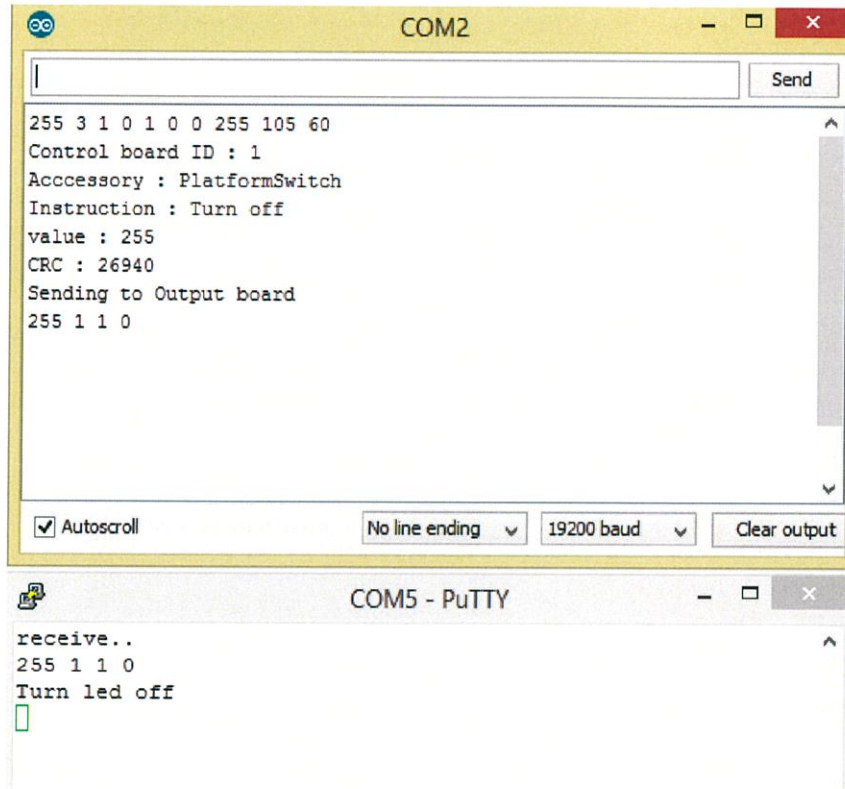 COM2
Send
255 3 1 0 1 0 0 255 105 60
Control board ID : 1
Acccessory : PlatformSwitch
Instruction : Turn off
value : 255
CRC : 26940
Sending to Output board
255 1 1 0
Autoscroll
No line ending
19200 baud
Clear output
COM5 - PuTTY
receive..
255 1 1 0
Turn led off